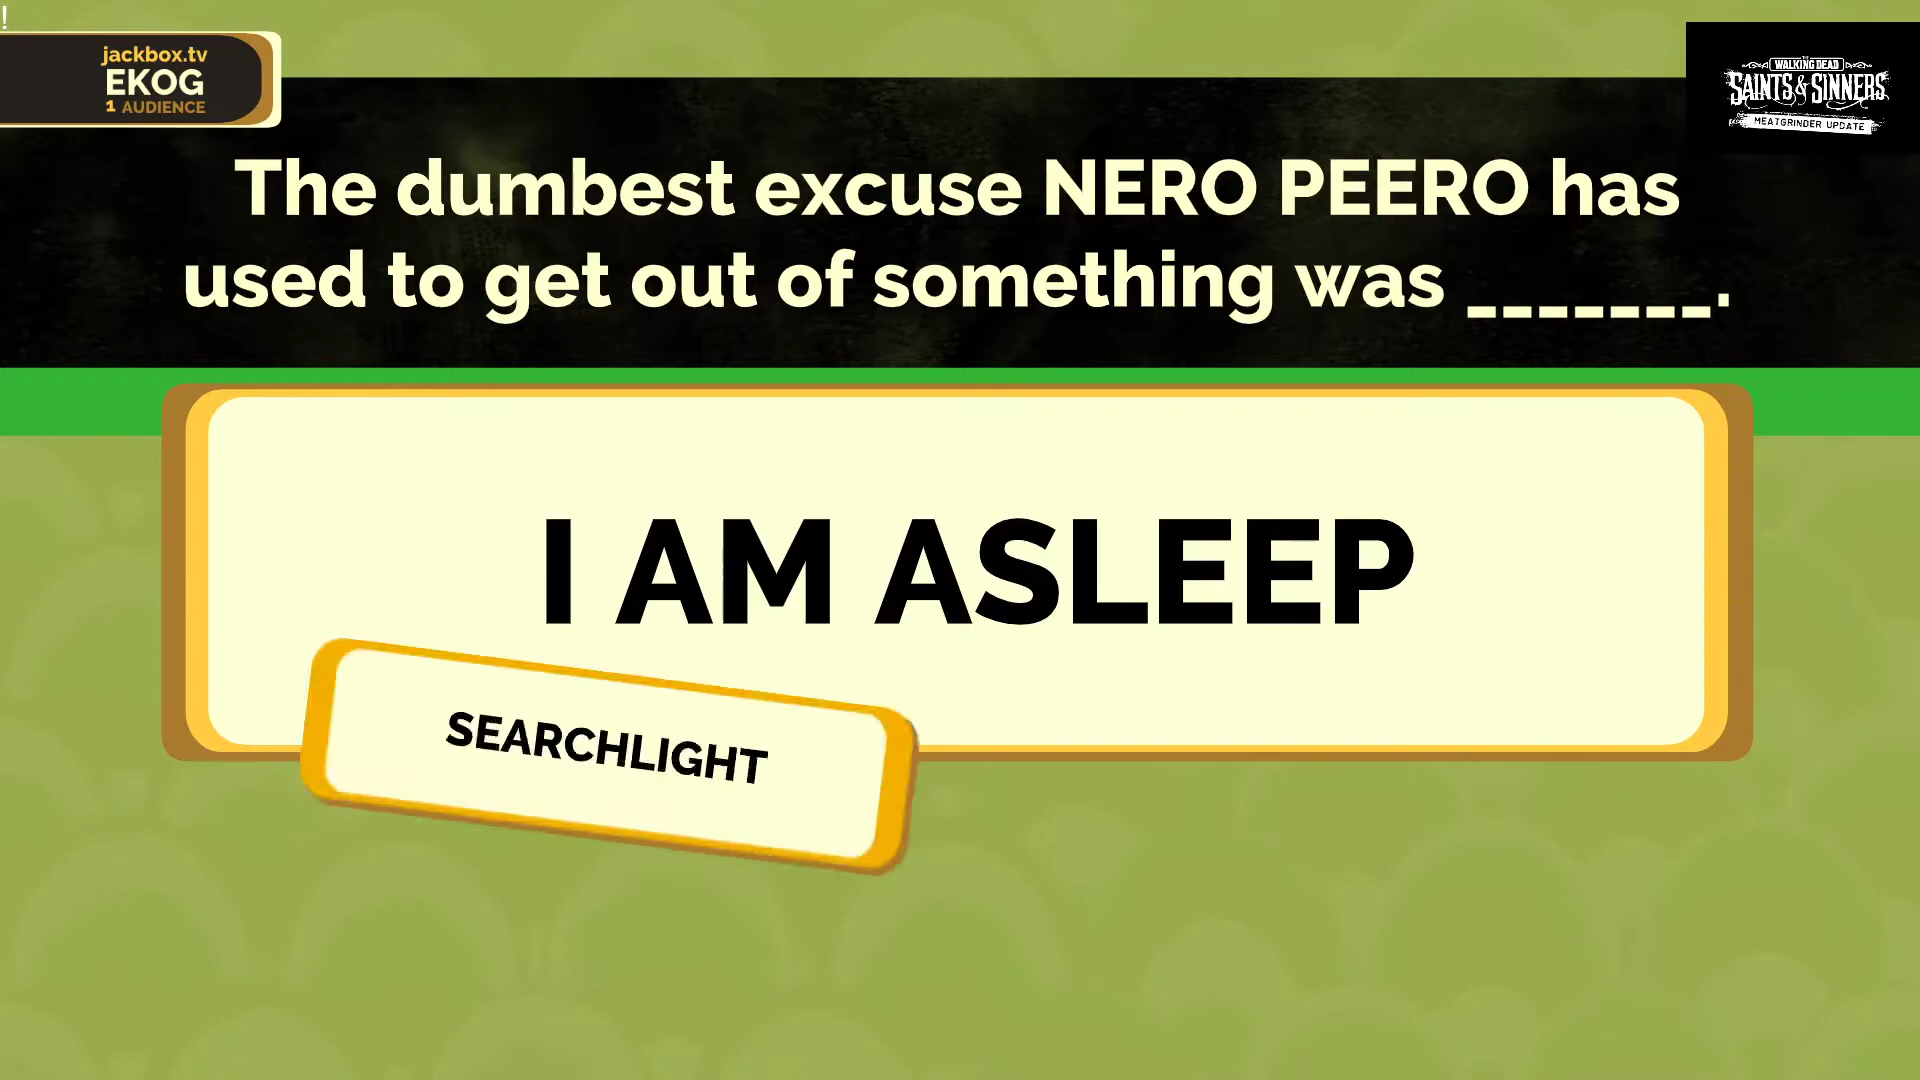 !
jackbox.tv
EKOG
1 AUDIENCE
WALKING DEAD
SAINTS & SINNERS
MEATGRINDER UPDATE
The dumbest excuse NERO PEERO has
used to get out of something was _______.
I AM ASLEEP
SEARCHLIGHT